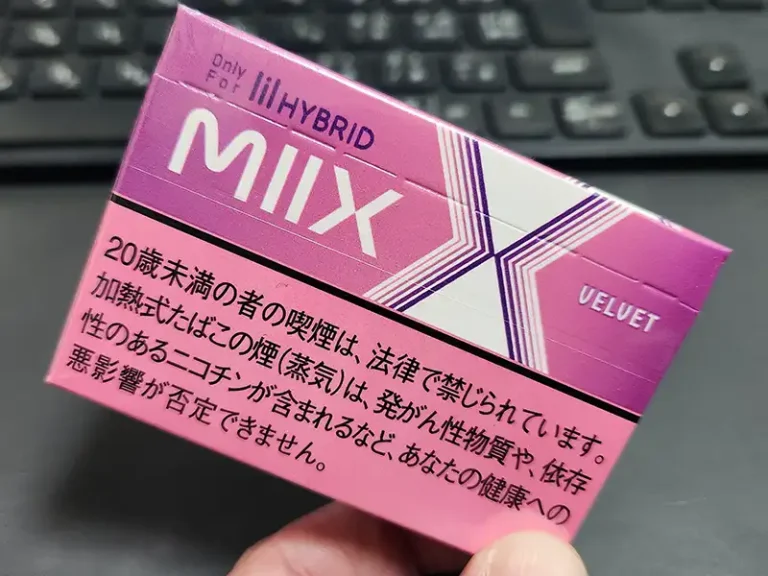 Only
For lil HYBRID
MIIX
VELVET
20歳未満の者の喫煙は、法律で禁じられています。
加熱式たばこの煙(蒸気)は、発がん性物質や、依存
性のあるニコチンが含まれるなど、あなたの健康への
悪影響が否定できません。